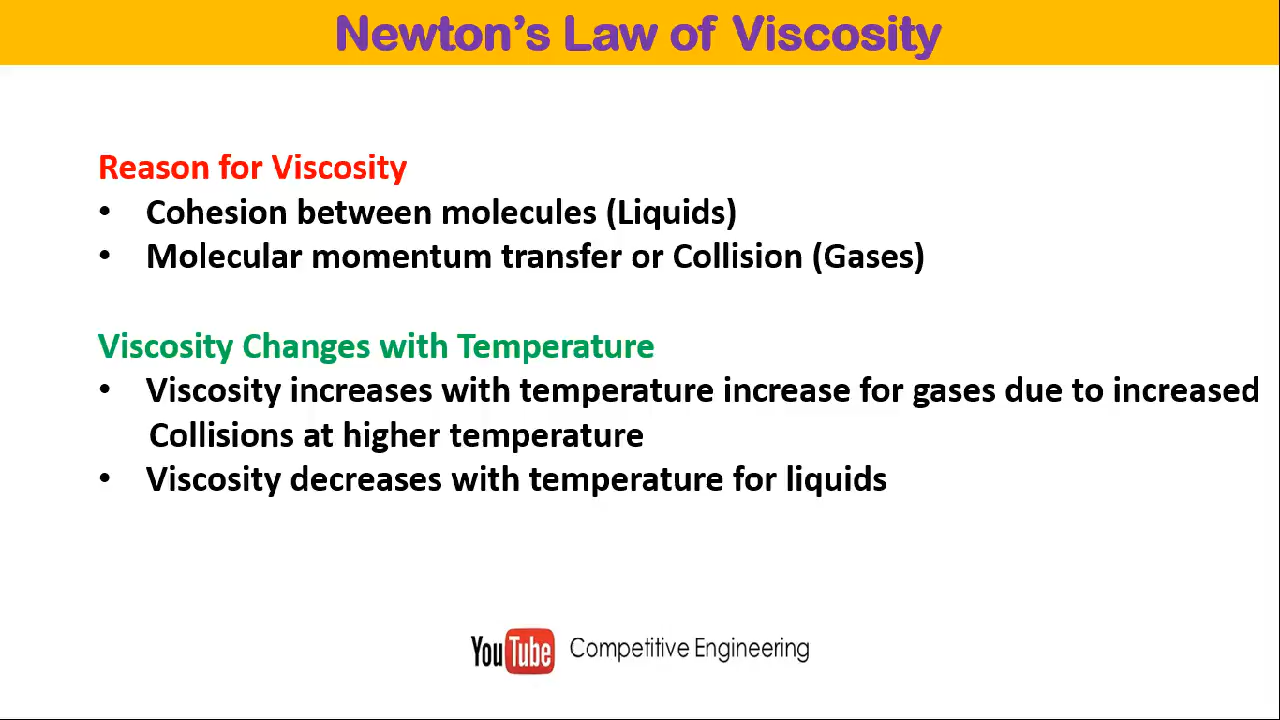 Newton's Law of Viscosity
Reason for Viscosity
• Cohesion between molecules (Liquids)
• Molecular momentum transfer or Collision (Gases)
Viscosity Changes with Temperature
• Viscosity increases with temperature increase for gases due to increased
Collisions at higher temperature
• Viscosity decreases with temperature for liquids
YouTube Competitive Engineering